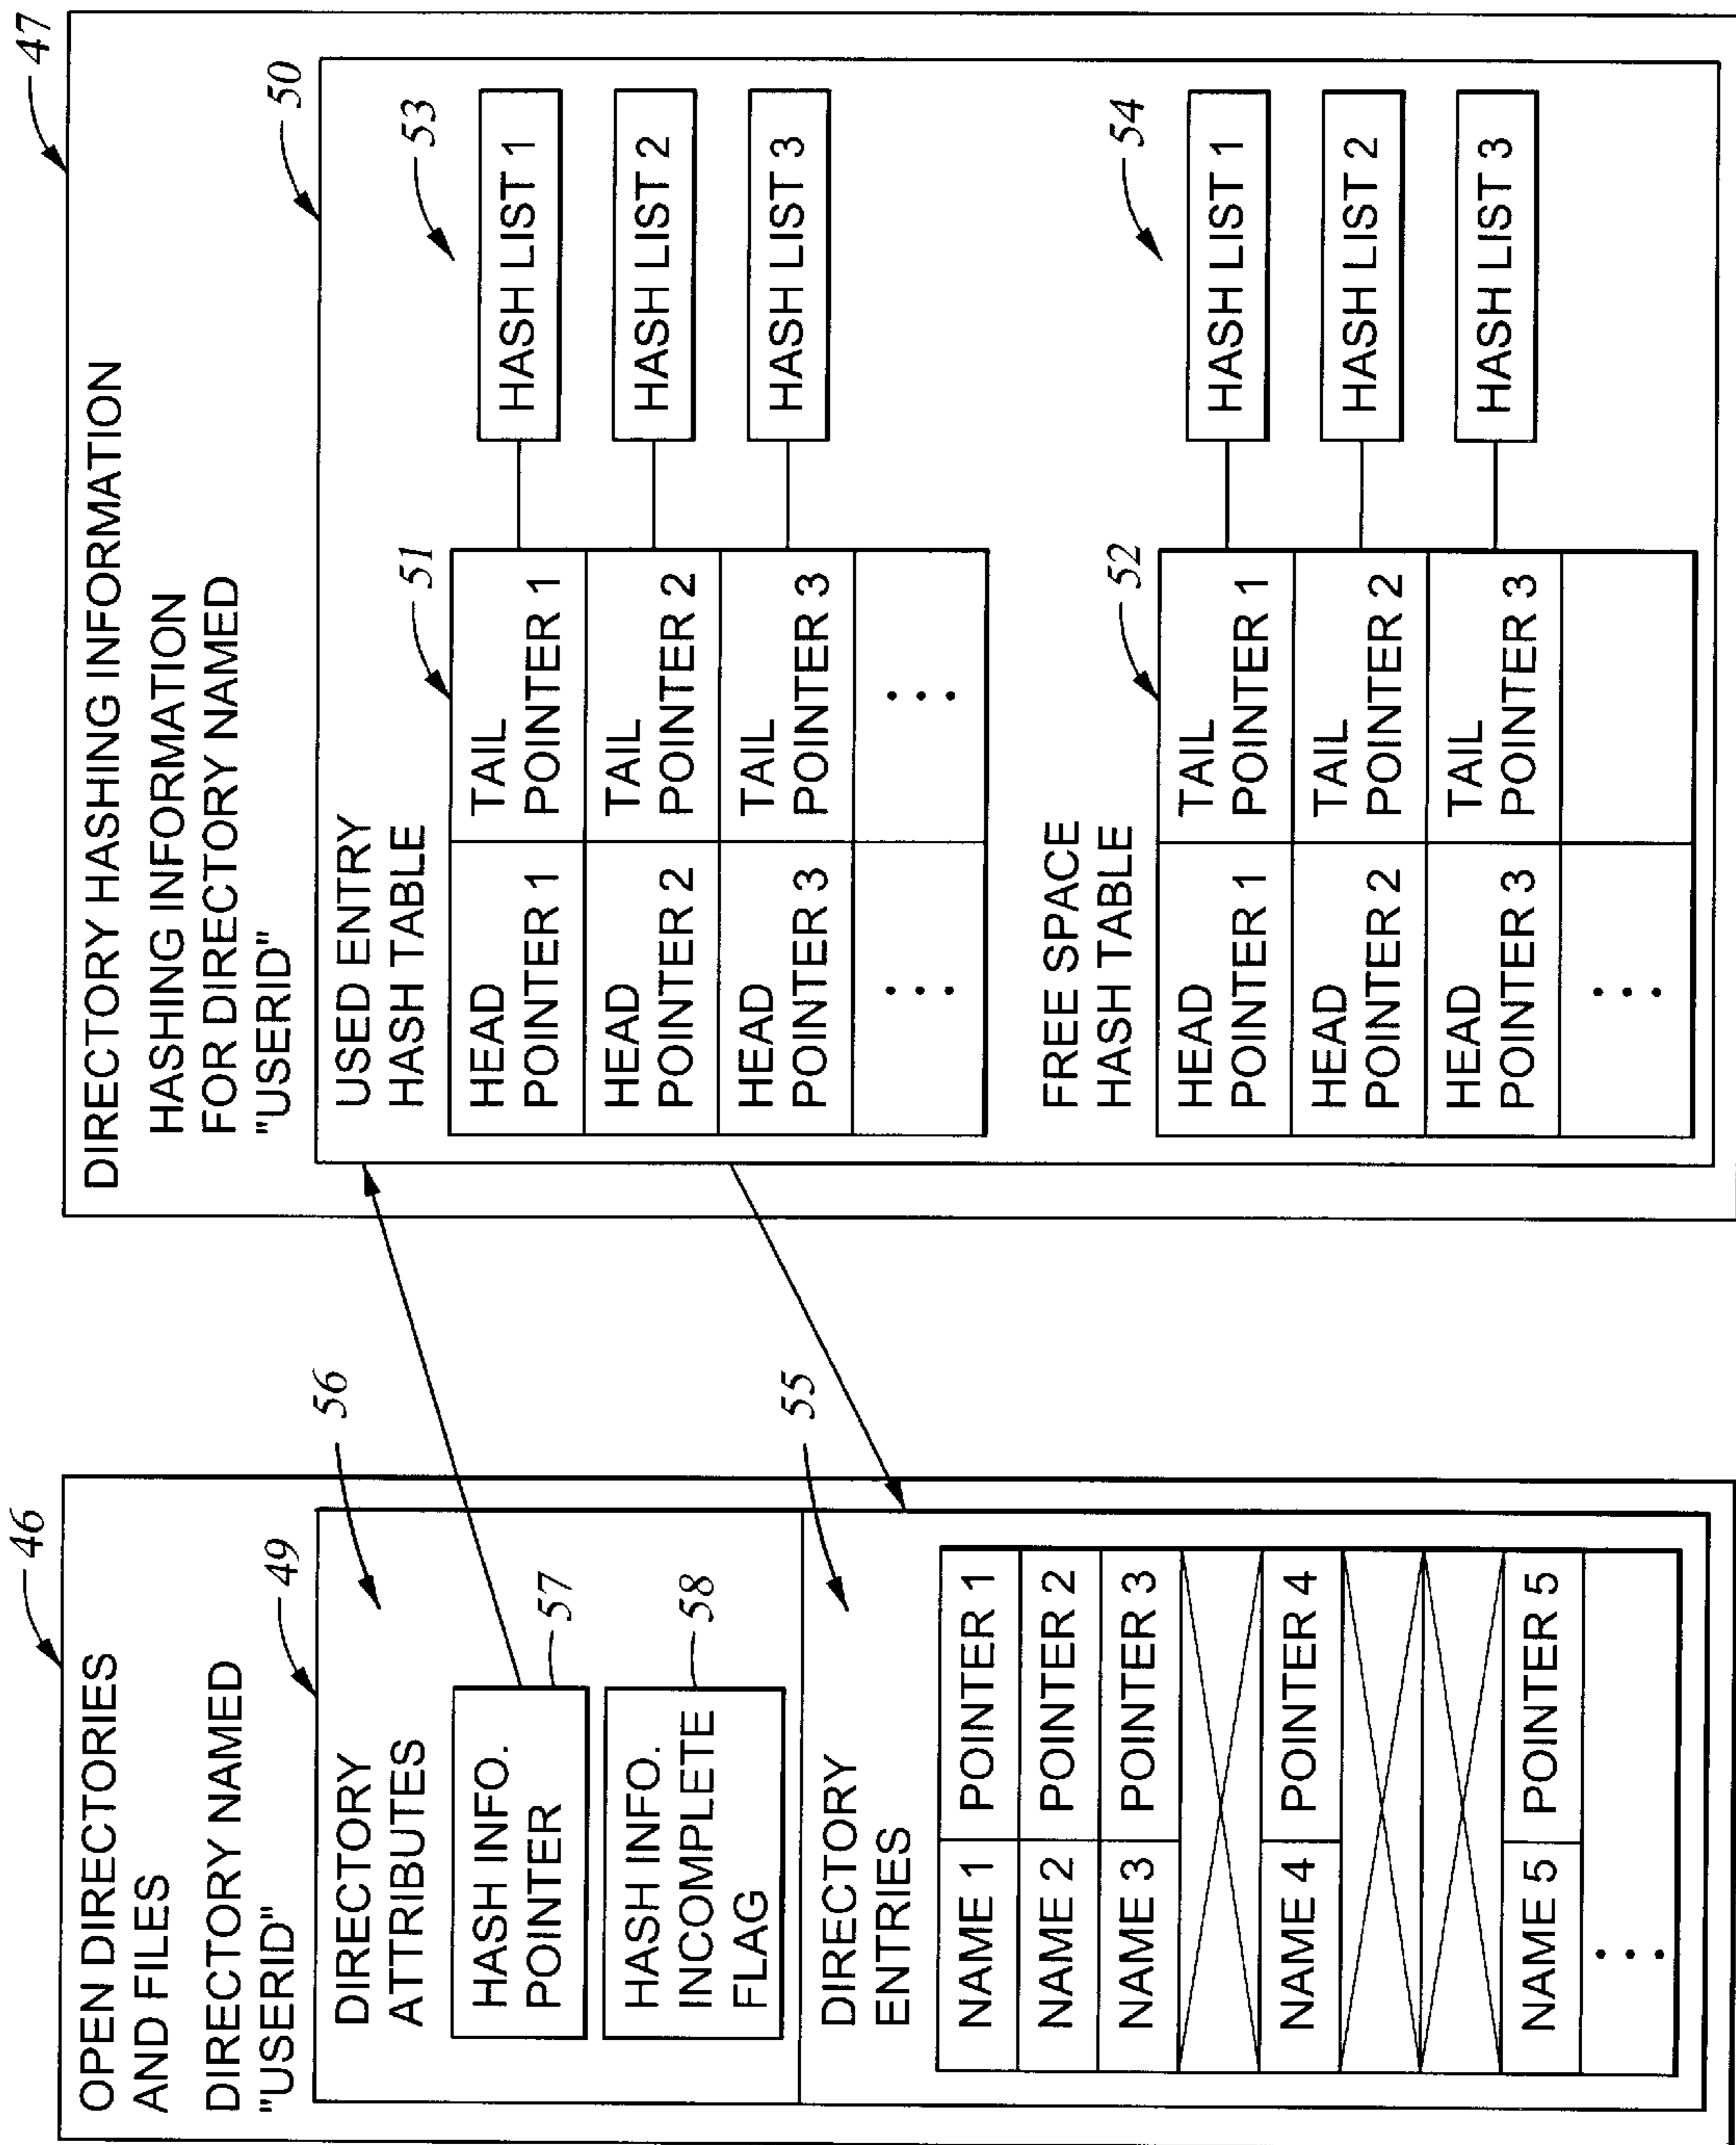 46
OPEN DIRECTORIES
AND FILES
DIRECTORY NAMED
"USERID"
49
DIRECTORY
ATTRIBUTES
56
HASH INFO.
POINTER
57
HASH INFO.
INCOMPLETE
FLAG
58
DIRECTORY
ENTRIES
55
NAME 1 POINTER 1
NAME 2 POINTER 2
NAME 3 POINTER 3
NAME 4 POINTER 4
NAME 5 POINTER 5
47
DIRECTORY HASHING INFORMATION
HASHING INFORMATION
FOR DIRECTORY NAMED
"USERID"
50
USED ENTRY
HASH TABLE
51
53
HEAD TAIL
POINTER 1 POINTER 1
HASH LIST 1
HEAD TAIL
POINTER 2 POINTER 2
HASH LIST 2
HEAD TAIL
POINTER 3 POINTER 3
HASH LIST 3
FREE SPACE
HASH TABLE
52
54
HEAD TAIL
POINTER 1 POINTER 1
HASH LIST 1
HEAD TAIL
POINTER 2 POINTER 2
HASH LIST 2
HEAD TAIL
POINTER 3 POINTER 3
HASH LIST 3